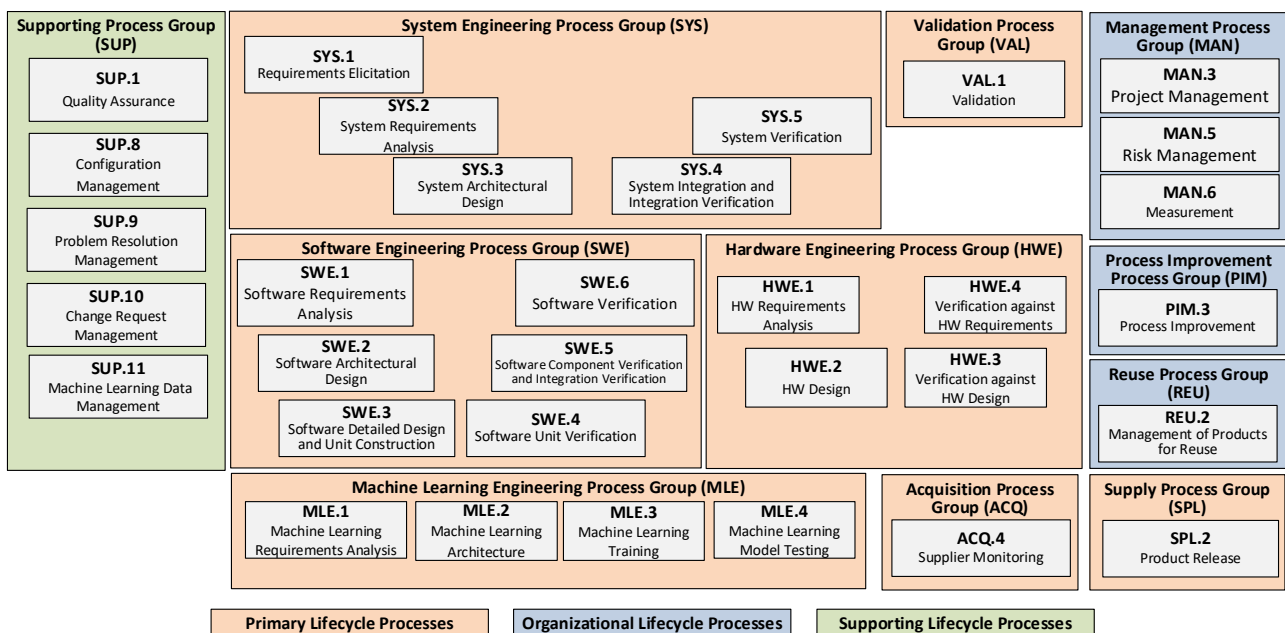 Supporting Process Group
(SUP)
SUP.1
Quality Assurance
SUP.8
Configuration
Management
SUP.9
Problem Resolution
Management
SUP.10
Change Request
Management
SUP.11
Machine Learning Data
Management
System Engineering Process Group (SYS)
SYS.1
Requirements Elicitation
SYS.2
System Requirements
Analysis
SYS.3
System Architectural
Design
SYS.5
System Verification
SYS.4
System Integration and
Integration Verification
Validation Process
Group (VAL)
VAL.1
Validation
Management Process
Group (MAN)
MAN.3
Project Management
MAN.5
Risk Management
MAN.6
Measurement
Software Engineering Process Group (SWE)
SWE.1
Software Requirements
Analysis
SWE.6
Software Verification
SWE.2
Software Architectural
Design
SWE.5
Software Component Verification
and Integration Verification
SWE.3
Software Detailed Design
and Unit Construction
SWE.4
Software Unit Verification
Hardware Engineering Process Group (HWE)
HWE.1
HW Requirements
Analysis
HWE.4
Verification against
HW Requirements
HWE.2
HW Design
HWE.3
Verification against
HW Design
Process Improvement
Process Group (PIM)
PIM.3
Process Improvement
Reuse Process Group
(REU)
REU.2
Management of Products
for Reuse
Machine Learning Engineering Process Group (MLE)
MLE.1
Machine Learning
Requirements Analysis
MLE.2
Machine Learning
Architecture
MLE.3
Machine Learning
Training
MLE.4
Machine Learning
Model Testing
Acquisition Process
Group (ACQ)
ACQ.4
Supplier Monitoring
Supply Process Group
(SPL)
SPL.2
Product Release
Primary Lifecycle Processes
Organizational Lifecycle Processes
Supporting Lifecycle Processes